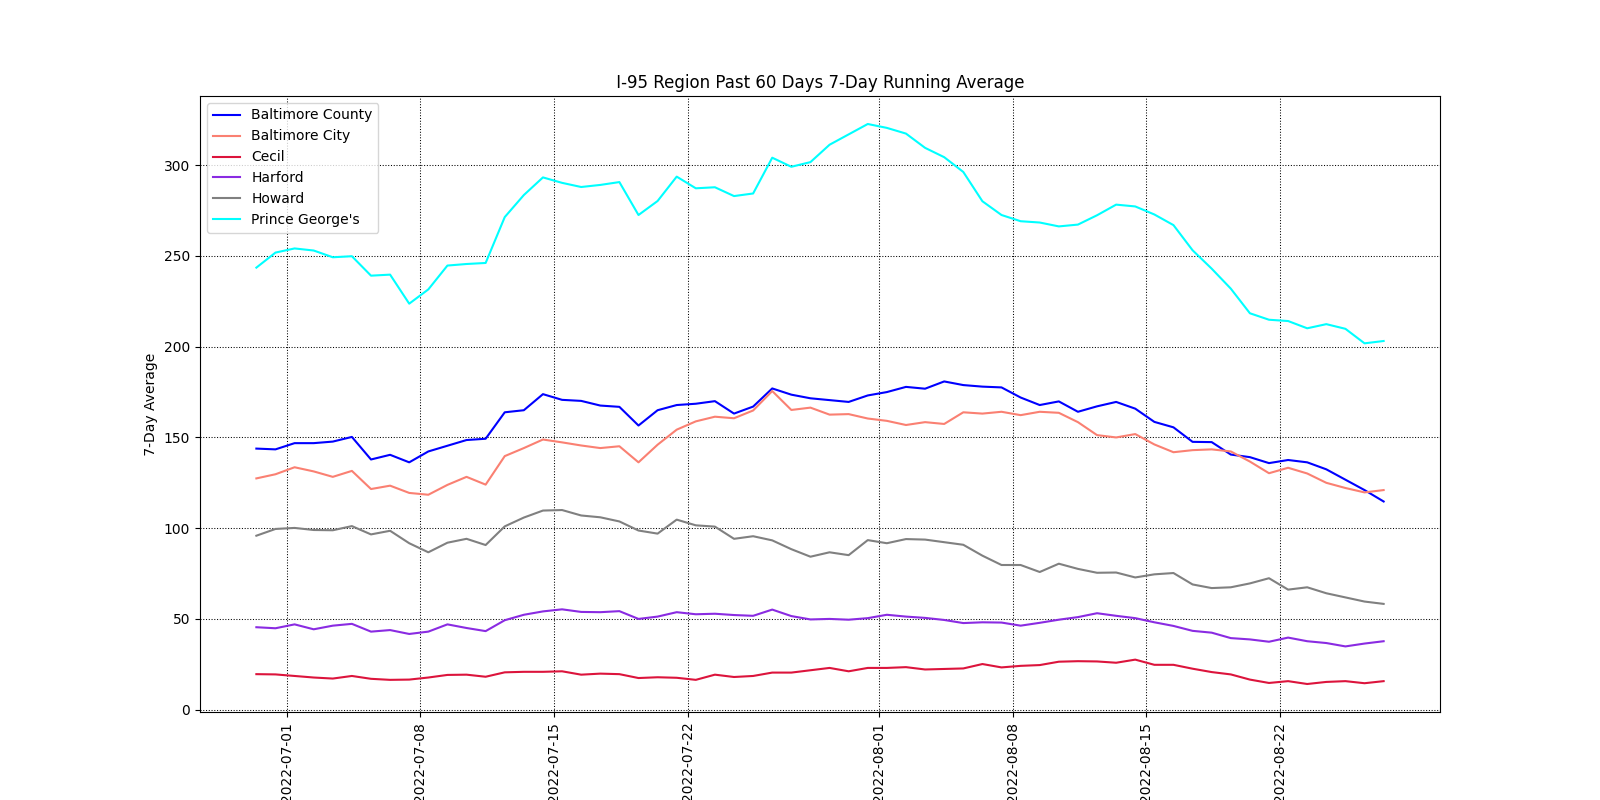 I-95 Region Past 60 Days 7-Day Running Average
Baltimore County
Baltimore City
Cecil
Harford
Howard
Prince George's
7-Day Average
300
250
200
150
100
50
0
2022-07-01
2022-07-08
2022-07-15
2022-07-22
2022-08-01
2022-08-08
2022-08-15
2022-08-22